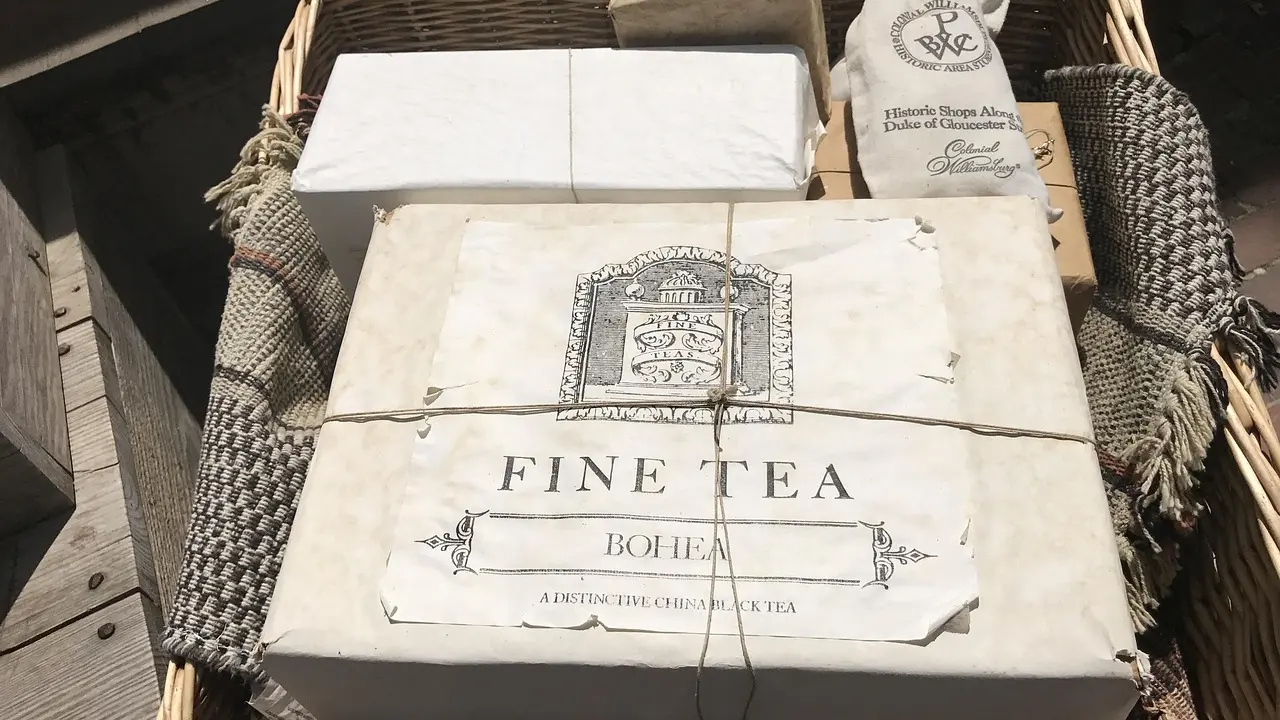 COLONIAL WILLIAMSBURG
P
BWC
HISTORIC AREA STORES
Historic Shops Along
Duke of Gloucester
Colonial
Williamsburg
FINE
TEAS
FINE TEA
BOHEA
A DISTINCTIVE CHINA BLACK TEA